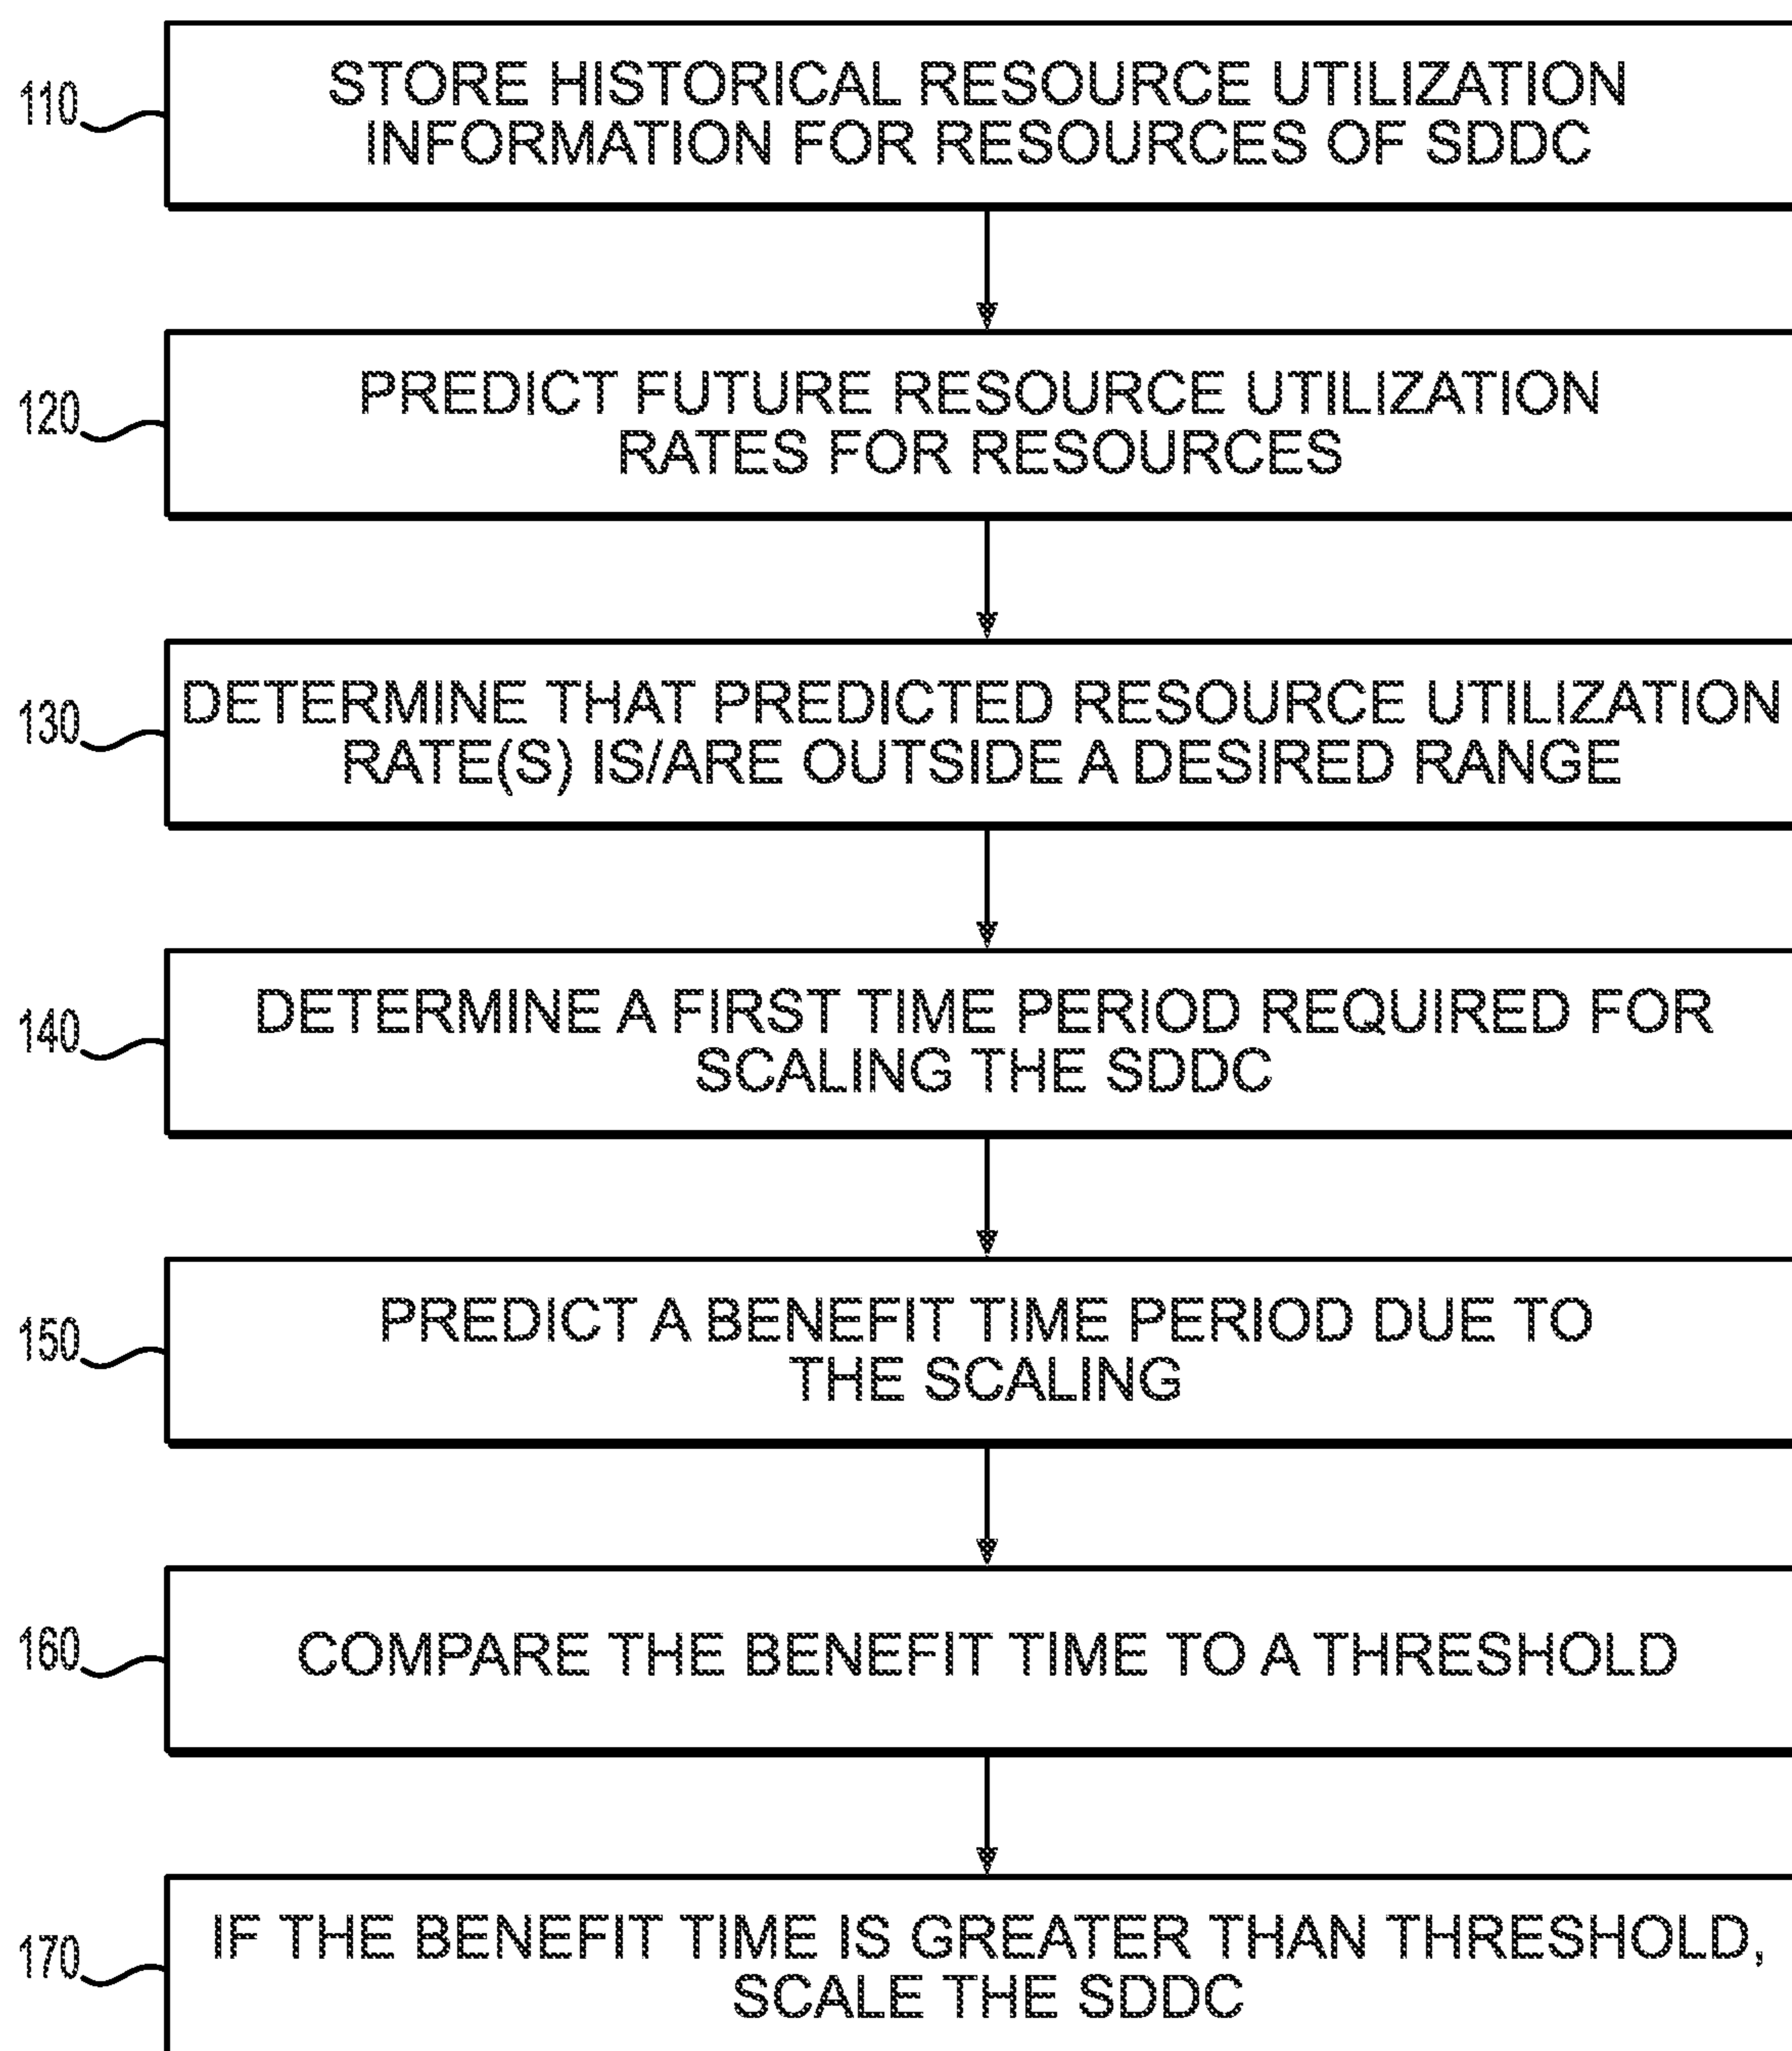 110
STORE HISTORICAL RESOURCE UTILIZATION
INFORMATION FOR RESOURCES OF SDDC
120
PREDICT FUTURE RESOURCE UTILIZATION
RATES FOR RESOURCES
130
DETERMINE THAT PREDICTED RESOURCE UTILIZATION
RATE(S) IS/ARE OUTSIDE A DESIRED RANGE
140
DETERMINE A FIRST TIME PERIOD REQUIRED FOR
SCALING THE SDDC
150
PREDICT A BENEFIT TIME PERIOD DUE TO
THE SCALING
160
COMPARE THE BENEFIT TIME TO A THRESHOLD
170
IF THE BENEFIT TIME IS GREATER THAN THRESHOLD,
SCALE THE SDDC